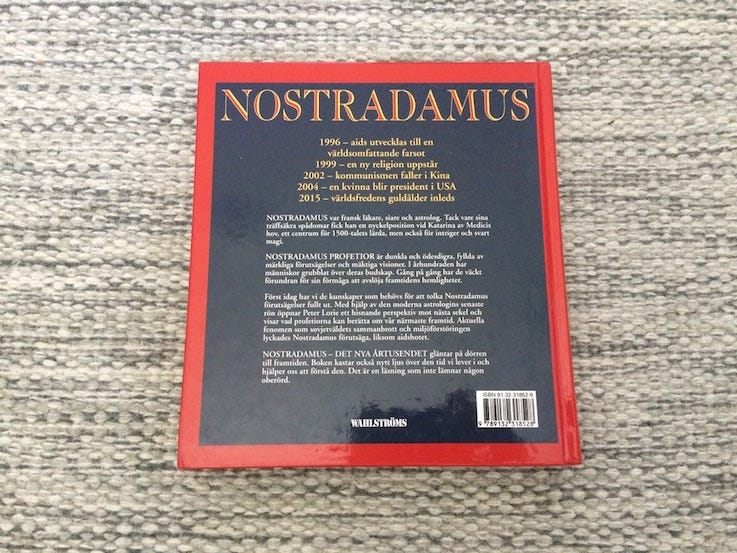 NOSTRADAMUS
1996 – aids utvecklas till en
världsomfattande farsot
1999 – en ny religion uppstår
2002 – kommunismen faller i Kina
2004 – en kvinna blir president i USA
2015 – världsfredens guldålder inleds
NOSTRADAMUS var fransk läkare, siare och astrolog. Tack vare sina
träffsäkra spådomar fick han en nyckelposition vid Katarina av Medicis
hov, ett centrum för 1500-talets lärda, men också för intriger och svart
magi.
NOSTRADAMUS PROFETIOR är dunkla och ödesdigra, fyllda av
märkliga förutsägelser och mäktiga visioner. I århundraden har
människor grubblat över deras budskap. Gång på gång har de väckt
förundran för sin förmåga att avslöja framtidens hemligheter.
Först idag har vi de kunskaper som behövs för att tolka Nostradamus
förutsägelser fullt ut. Med hjälp av den moderna astrologins senaste
rön öppnar Peter Lorie ett hisnande perspektiv mot nästa sekel och
visar vad profetiorna kan berätta om vår närmaste framtid. Aktuella
fenomen som sovjetväldets sammanbrott och miljöförstöringen
lyckades Nostradamus förutsäga, liksom aidshotet.
NOSTRADAMUS – DET NYA ÅRTUSENDET gläntar på dörren
till framtiden. Boken kastar också nytt ljus över den tid vi lever i och
hjälper oss att förstå den. Det är en läsning som inte lämnar någon
oberörd.
ISBN 91-32-31852-9
9 789132 318528
WAHLSTRÖMS